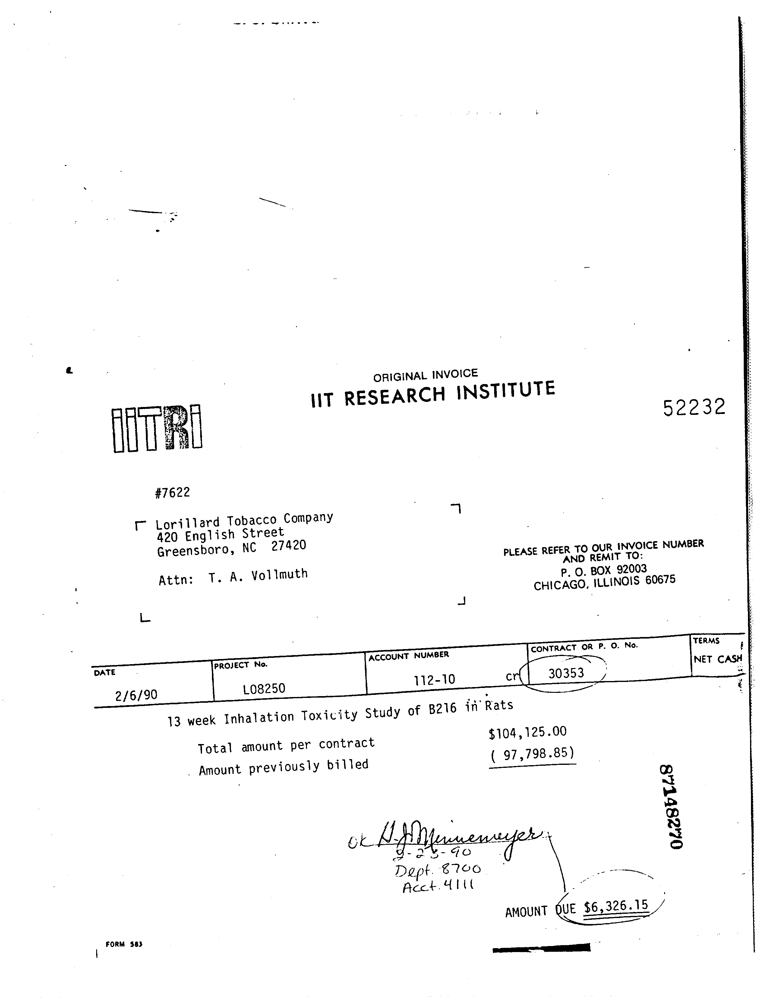 ORIGINAL INVOICE
IIT RESEARCH INSTITUTE
52232
IITRI
#7622
Lorillard Tobacco Company
420 English Street
Greensboro, NC 27420
Attn: T. A. Vollmuth
PLEASE REFER TO OUR INVOICE NUMBER
AND REMIT TO:
P. O. BOX 92003
CHICAGO, ILLINOIS 60675
DATE PROJECT No. ACCOUNT NUMBER CONTRACT OR P. O. No. TERMS
2/6/90 L08250 112-10 cr 30353 NET CASH
13 week Inhalation Toxicity Study of B216 in Rats
Total amount per contract $104,125.00
Amount previously billed ( 97,798.85)
87148270
ok H. J. Minnemeyer
2-23-90
Dept. 8700
Acct. 4111
AMOUNT DUE $6,326.15
FORM 583